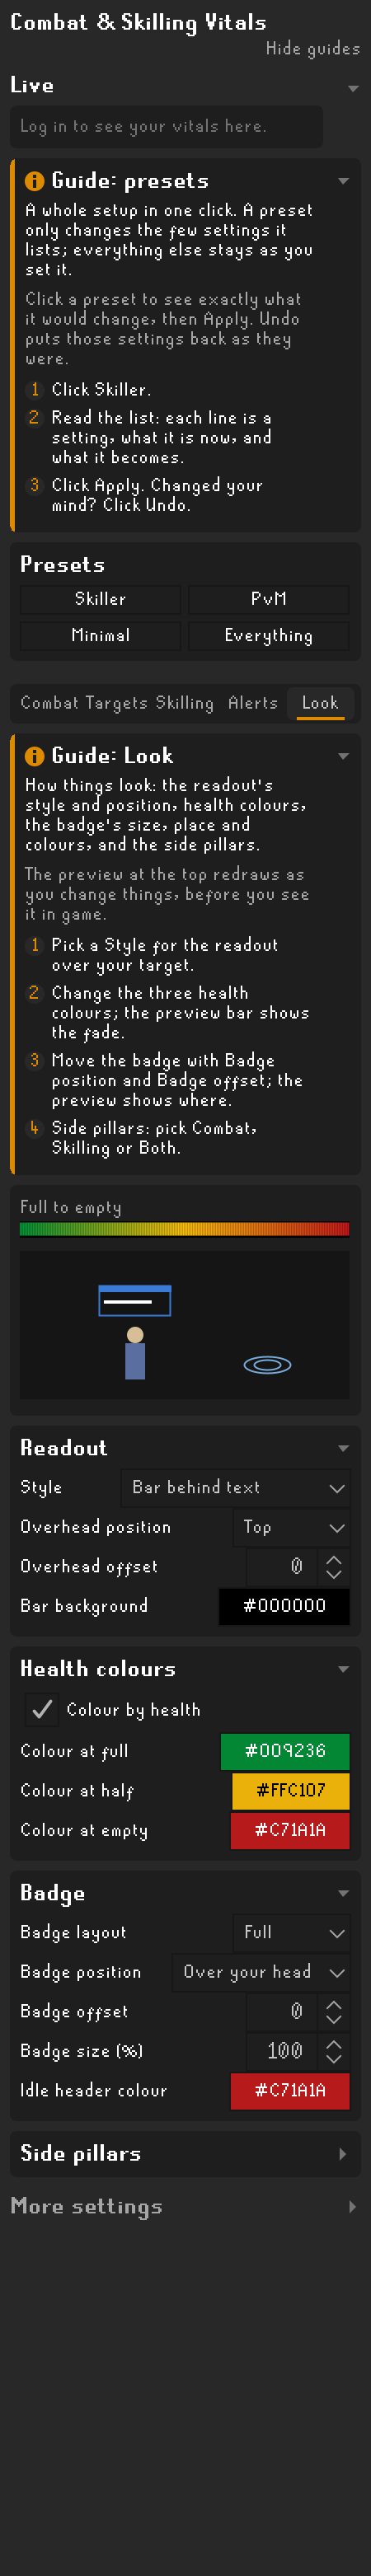 Combat & Skilling Vitals
Hide guides
Live
Log in to see your vitals here.
Guide: presets
A whole setup in one click. A preset
only changes the few settings it
lists; everything else stays as you
set it.
Click a preset to see exactly what
it would change, then Apply. Undo
puts those settings back as they
were.
1 Click Skiller.
2 Read the list: each line is a
setting, what it is now, and
what it becomes.
3 Click Apply. Changed your
mind? Click Undo.
Presets
Skiller PvM
Minimal Everything
Combat Targets Skilling Alerts Look
Guide: Look
How things look: the readout's
style and position, health colours,
the badge's size, place and
colours, and the side pillars.
The preview at the top redraws as
you change things, before you see
it in game.
1 Pick a Style for the readout
over your target.
2 Change the three health
colours; the preview bar shows
the fade.
3 Move the badge with Badge
position and Badge offset; the
preview shows where.
4 Side pillars: pick Combat,
Skilling or Both.
Full to empty
Readout
Style Bar behind text
Overhead position Top
Overhead offset 0
Bar background #000000
Health colours
Colour by health
Colour at full #009236
Colour at half #FFC107
Colour at empty #C71A1A
Badge
Badge layout Full
Badge position Over your head
Badge offset 0
Badge size (%) 100
Idle header colour #C71A1A
Side pillars
More settings